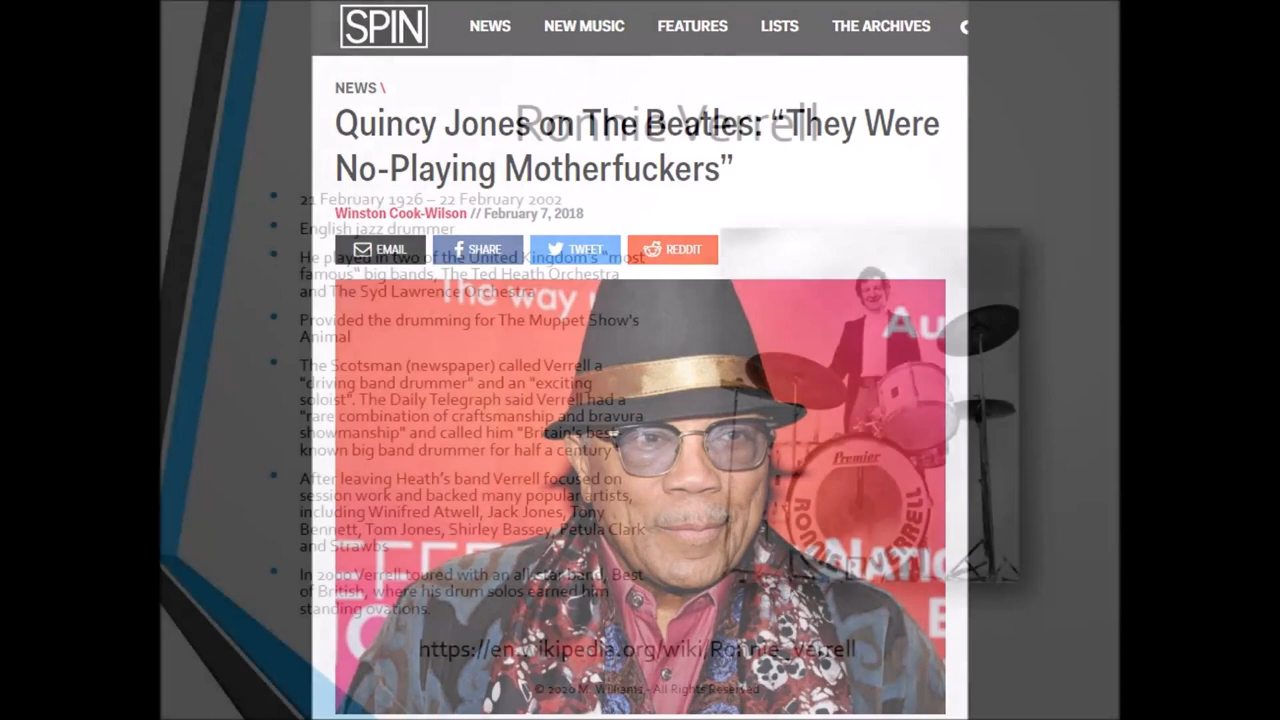 SPIN
NEWS NEW MUSIC FEATURES LISTS THE ARCHIVES
NEWS \
Quincy Jones on The Beatles: “They Were
No-Playing Motherfuckers”
Winston Cook-Wilson // February 7, 2018
EMAIL SHARE TWEET REDDIT
The way
Au
Ronnie Verrell
21 February 1926 – 22 February 2002
English jazz drummer
He played in two of the United Kingdom's "most
famous" big bands, The Ted Heath Orchestra
and The Syd Lawrence Orchestra
Provided the drumming for The Muppet Show's
Animal
The Scotsman (newspaper) called Verrell a
"driving band drummer" and an "exciting
soloist". The Daily Telegraph said Verrell had a
"rare combination of craftsmanship and bravura
showmanship" and called him "Britain's best
known big band drummer for half a century"
After leaving Heath's band Verrell focused on
session work and backed many popular artists,
including Winifred Atwell, Jack Jones, Tony
Bennett, Tom Jones, Shirley Bassey, Petula Clark
and Strawbs
In 2000 Verrell toured with an all-star band, Best
of British, where his drum solos earned him
standing ovations.
Premier
RONNIE VERRELL
https://en.wikipedia.org/wiki/Ronnie_Verrell
© 2020 M. Williams - All Rights Reserved